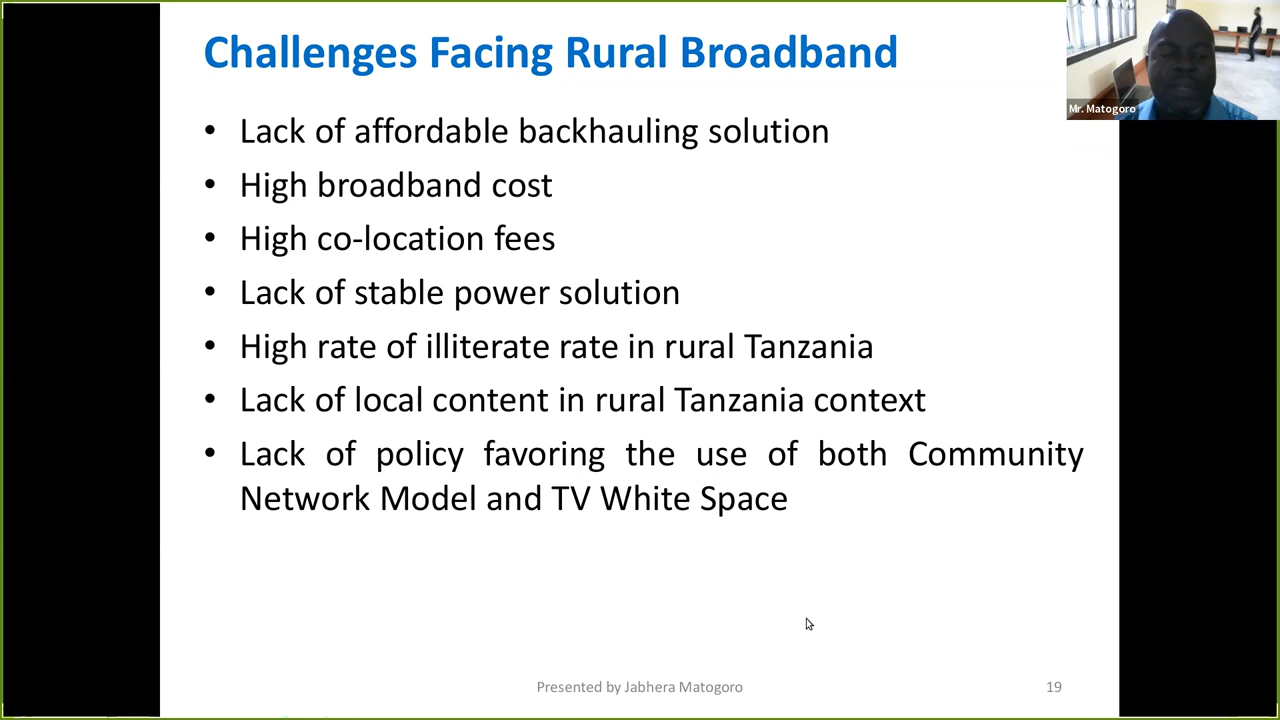 Challenges Facing Rural Broadband
Mr. Matogoro
• Lack of affordable backhauling solution
• High broadband cost
• High co-location fees
• Lack of stable power solution
• High rate of illiterate rate in rural Tanzania
• Lack of local content in rural Tanzania context
• Lack of policy favoring the use of both Community
Network Model and TV White Space
Presented by Jabhera Matogoro
19